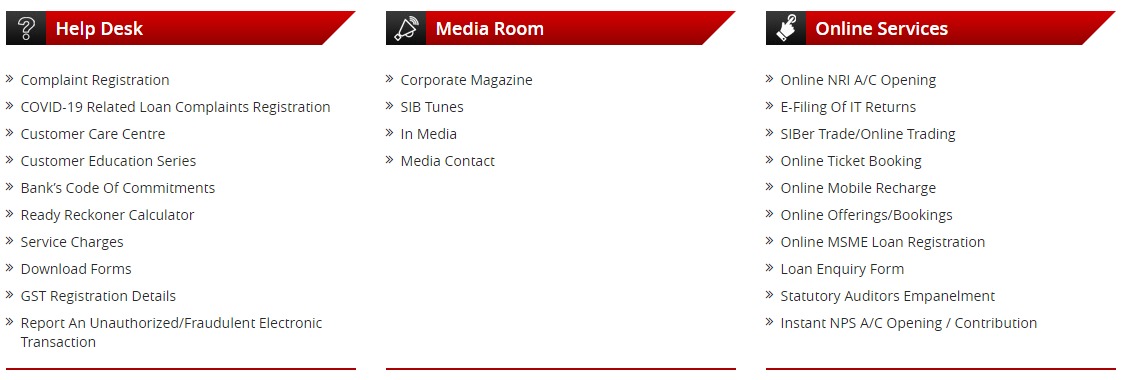 Help Desk
Complaint Registration
COVID-19 Related Loan Complaints Registration
Customer Care Centre
Customer Education Series
Bank's Code Of Commitments
Ready Reckoner Calculator
Service Charges
Download Forms
GST Registration Details
Report An Unauthorized/Fraudulent Electronic
Transaction
Media Room
Corporate Magazine
SIB Tunes
In Media
Media Contact
Online Services
Online NRI A/C Opening
E-Filing Of IT Returns
SIBer Trade/Online Trading
Online Ticket Booking
Online Mobile Recharge
Online Offerings/Bookings
Online MSME Loan Registration
Loan Enquiry Form
Statutory Auditors Empanelment
Instant NPS A/C Opening / Contribution